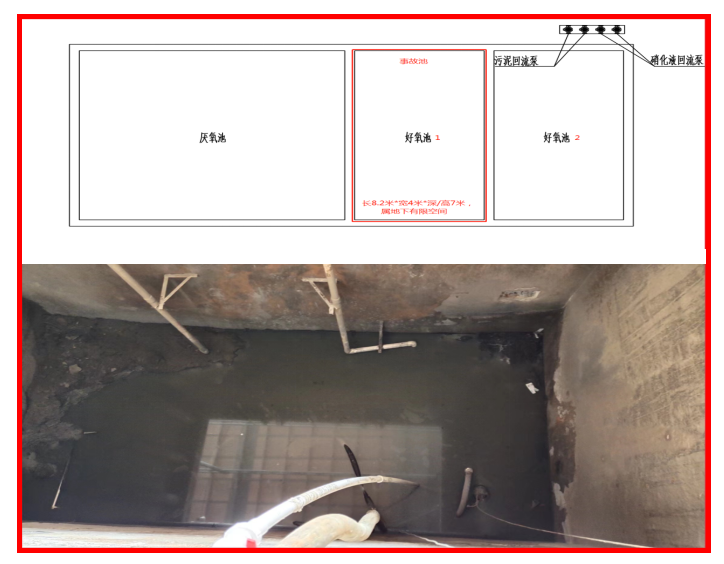 污泥回流泵
硝化液回流泵
事故池
厌氧池
好氧池 1
好氧池 2
长8.2米*宽4米*深/高7米，
属地下有限空间